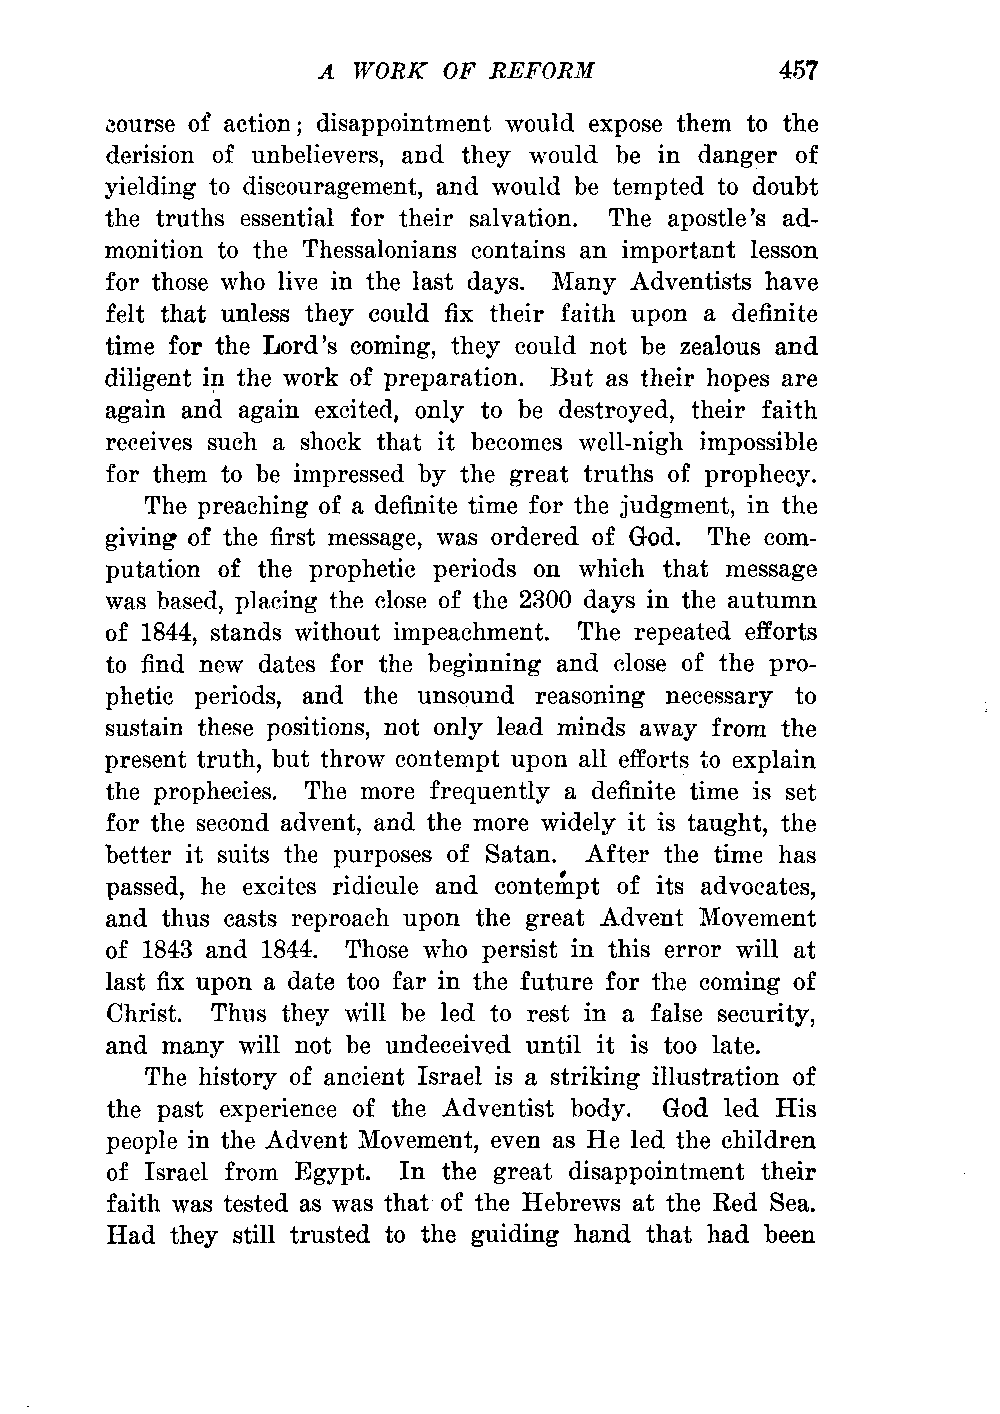 A WORK OF REFORM 457
course of action; disappointment would expose them to the
derision of unbelievers, and they would be in danger of
yielding to discouragement, and would be tempted to doubt
the truths essential for their salvation. The apostle's ad-
monition to the Thessalonians contains an important lesson
for those who live in the last days. Many Adventists have
felt that unless they could fix their faith upon a definite
time for the Lord's coming, they could not be zealous and
diligent in the work of preparation. But as their hopes are
again and again excited, only to be destroyed, their faith
receives such a shock that it becomes well-nigh impossible
for them to be impressed by the great truths of prophecy.
The preaching of a definite time for the judgment, in the
giving of the first message, was ordered of God. The com-
putation of the prophetic periods on which that message
was based, placing the close of the 2300 days in the autumn
of 1844, stands without impeachment. The repeated efforts
to find new dates for the beginning and close of the pro-
phetic periods, and the unsound reasoning necessary to
sustain these positions, not only lead minds away from the
present truth, but throw contempt upon all efforts to explain
the prophecies. The more frequently a definite time is set
for the second advent, and the more widely it is taught, the
better it suits the purposes of Satan. After the time has
passed, he excites ridicule and contempt of its advocates,
and thus casts reproach upon the great Advent Movement
of 1843 and 1844. Those who persist in this error will at
last fix upon a date too far in the future for the coming of
Christ. Thus they will be led to rest in a false security,
and many will not be undeceived until it is too late.
The history of ancient Israel is a striking illustration of
the past experience of the Adventist body. God led His
people in the Advent Movement, even as He led the children
of Israel from Egypt. In the great disappointment their
faith was tested as was that of the Hebrews at the Red Sea.
Had they still trusted to the guiding hand that had been